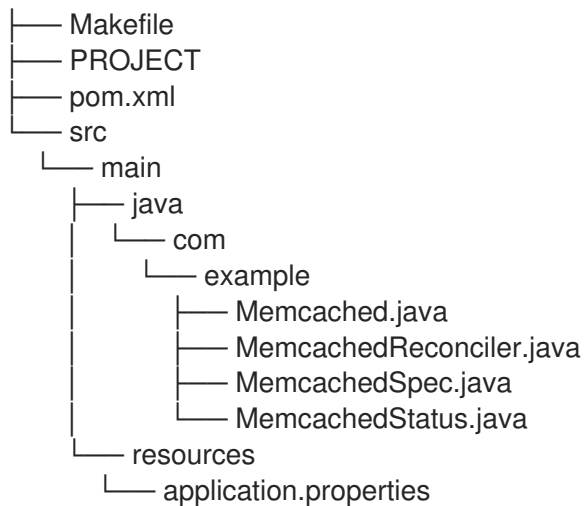 ├── Makefile
├── PROJECT
├── pom.xml
└── src
    └── main
        ├── java
        │   └── com
        │       └── example
        │           ├── Memcached.java
        │           ├── MemcachedReconciler.java
        │           ├── MemcachedSpec.java
        │           └── MemcachedStatus.java
        └── resources
            └── application.properties